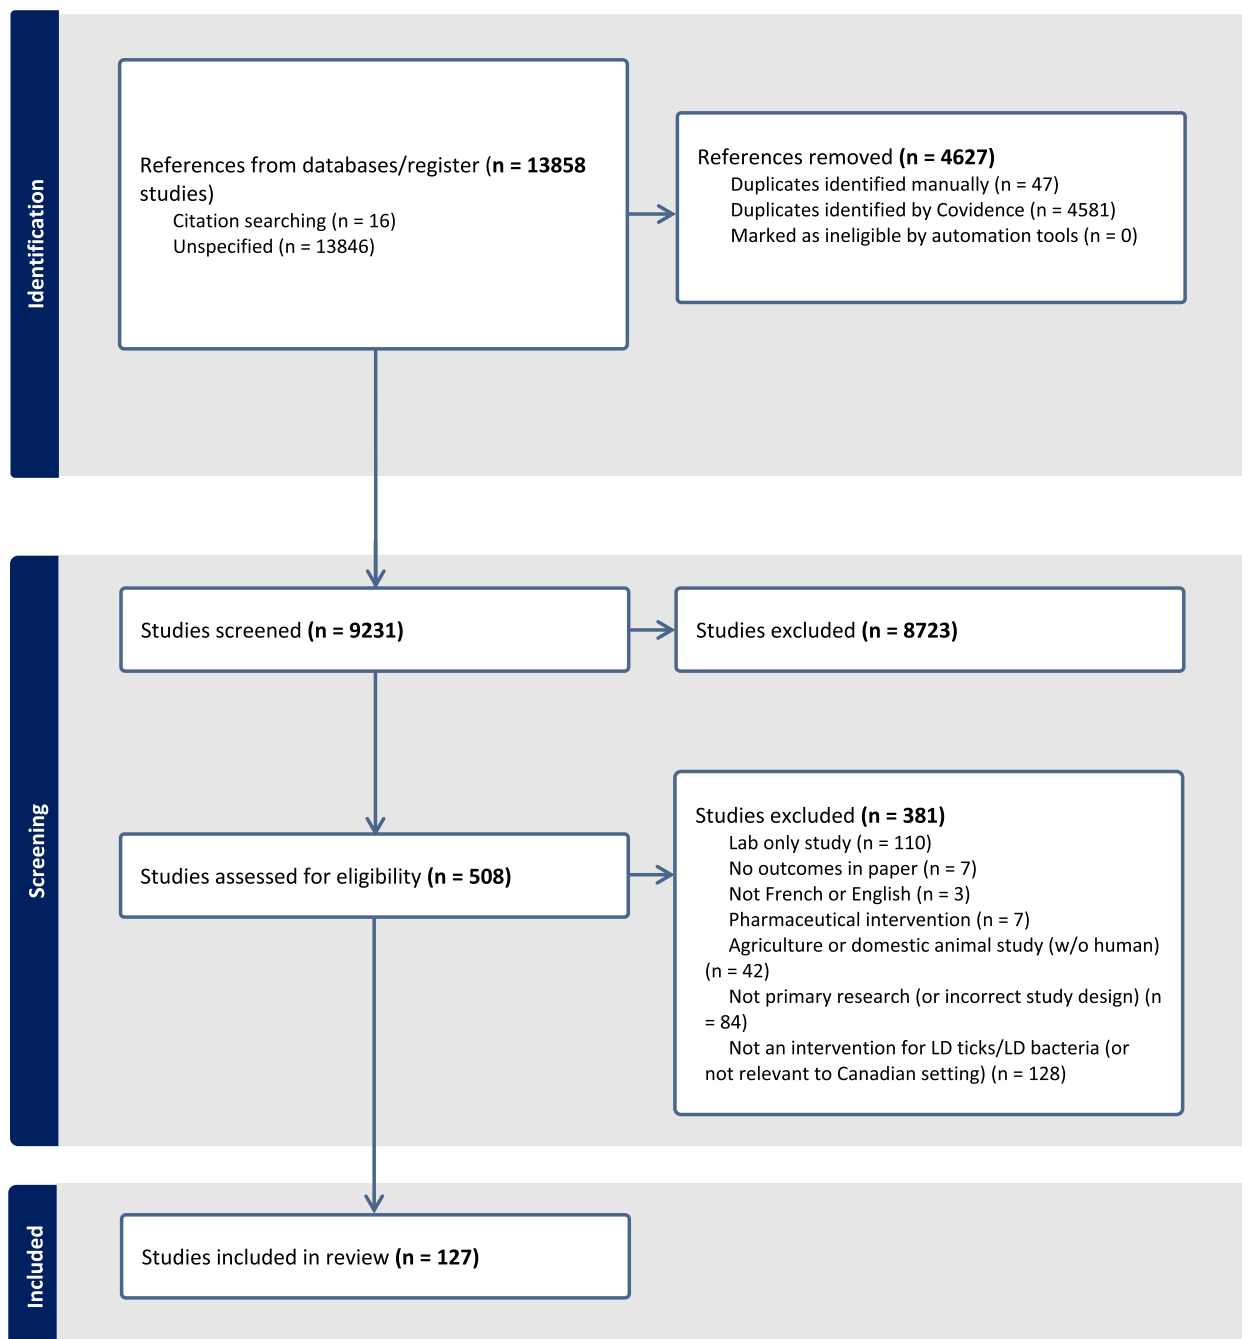 Identification
References from databases/register (n = 13858
studies)
Citation searching (n = 16)
Unspecified (n = 13846)
References removed (n = 4627)
Duplicates identified manually (n = 47)
Duplicates identified by Covidence (n = 4581)
Marked as ineligible by automation tools (n = 0)
Screening
Studies screened (n = 9231)
Studies excluded (n = 8723)
Studies assessed for eligibility (n = 508)
Studies excluded (n = 381)
Lab only study (n = 110)
No outcomes in paper (n = 7)
Not French or English (n = 3)
Pharmaceutical intervention (n = 7)
Agriculture or domestic animal study (w/o human)
(n = 42)
Not primary research (or incorrect study design) (n
= 84)
Not an intervention for LD ticks/LD bacteria (or
not relevant to Canadian setting) (n = 128)
Included
Studies included in review (n = 127)